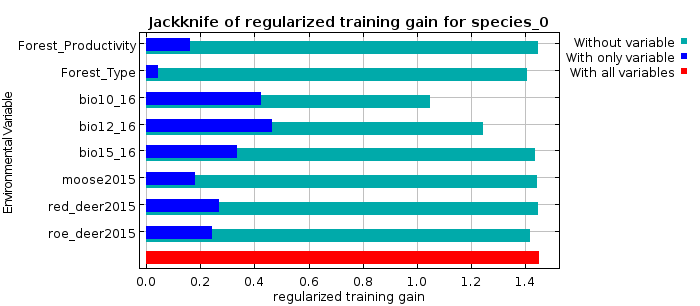 Jackknife of regularized training gain for species_0
Without variable
With only variable
With all variables
Environmental Variable
Forest_Productivity
Forest_Type
bio10_16
bio12_16
bio15_16
moose2015
red_deer2015
roe_deer2015
0.0 0.2 0.4 0.6 0.8 1.0 1.2 1.4
regularized training gain